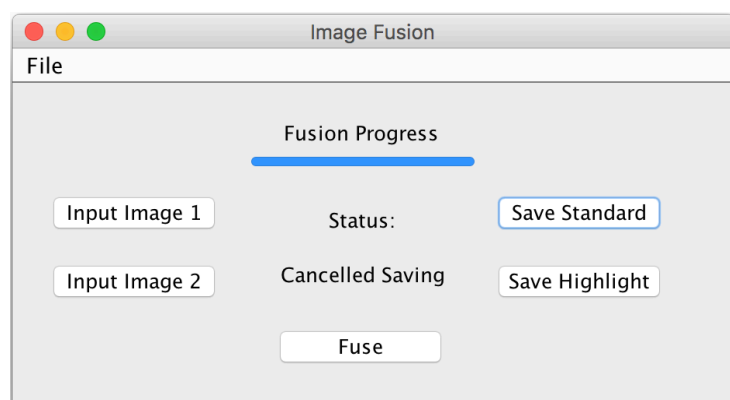 Image Fusion
File
Fusion Progress
Input Image 1
Status:
Save Standard
Input Image 2
Cancelled Saving
Save Highlight
Fuse